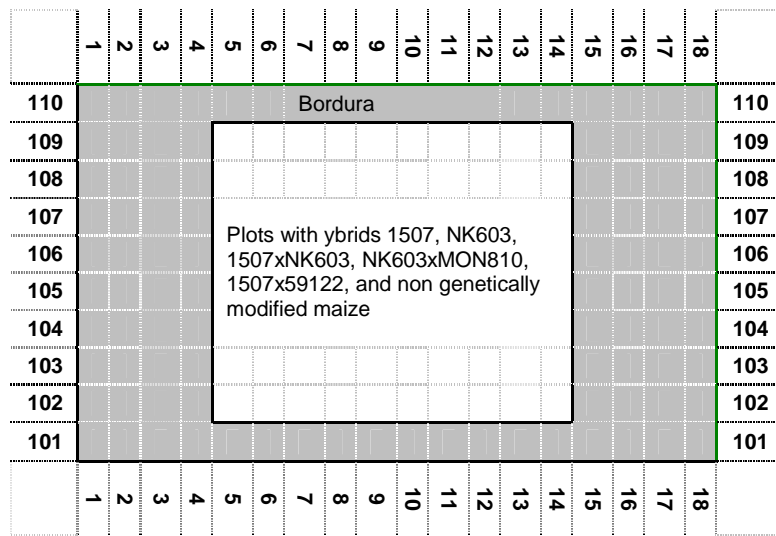 1 2 3 4 5 6 7 8 9 10 11 12 13 14 15 16 17 18
110 Bordura 110
109 109
108 108
107 107
Plots with ybrids 1507, NK603,
106 106
1507xNK603, NK603xMON810,
105 105
1507x59122, and non genetically
modified maize
104 104
103 103
102 102
101 101
1 2 3 4 5 6 7 8 9 10 11 12 13 14 15 16 17 18